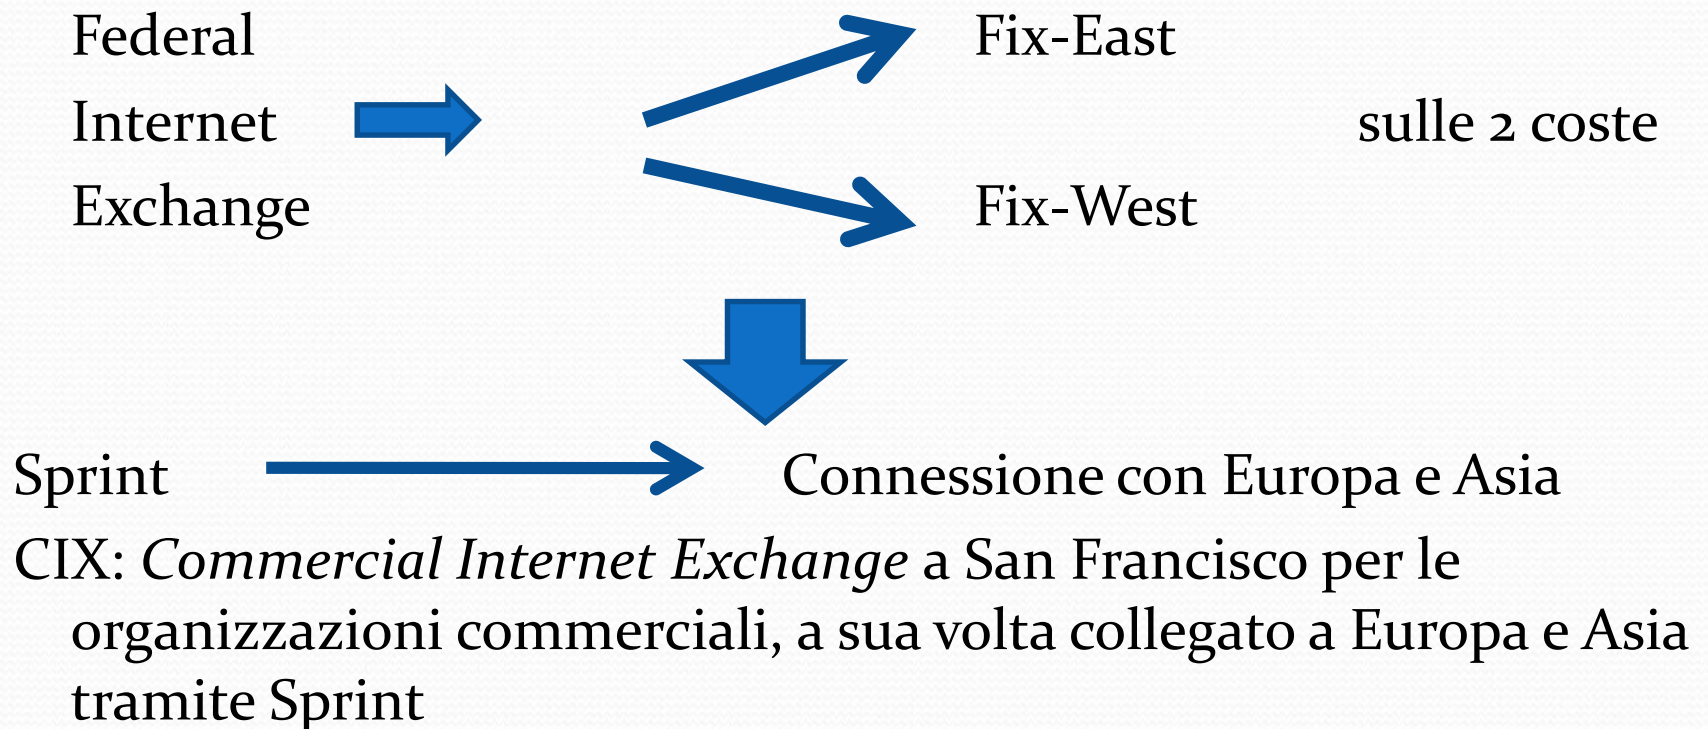 Federal
Fix-East
Internet
sulle 2 coste
Exchange
Fix-West
Sprint
Connessione con Europa e Asia
CIX: Commercial Internet Exchange a San Francisco per le
organizzazioni commerciali, a sua volta collegato a Europa e Asia
tramite Sprint